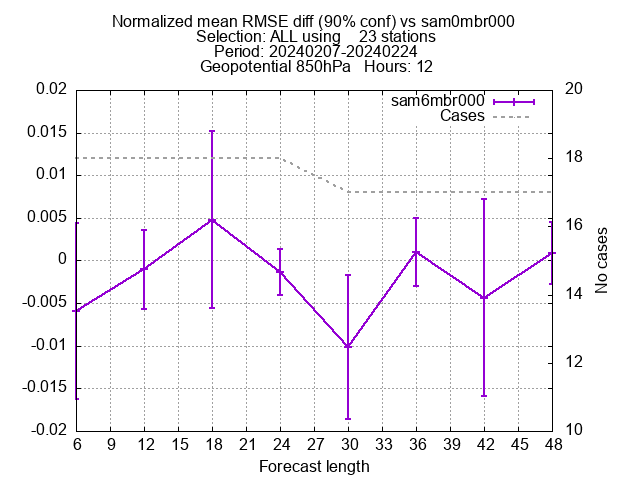 Normalized mean RMSE diff (90% conf) vs sam0mbr000
Selection: ALL using 23 stations
Period: 20240207-20240224
Geopotential 850hPa Hours: 12
sam6mbr000
Cases
0.02
0.015
0.01
0.005
0
-0.005
-0.01
-0.015
-0.02
20
18
16
14
12
10
No cases
6 9 12 15 18 21 24 27 30 33 36 39 42 45 48
Forecast length